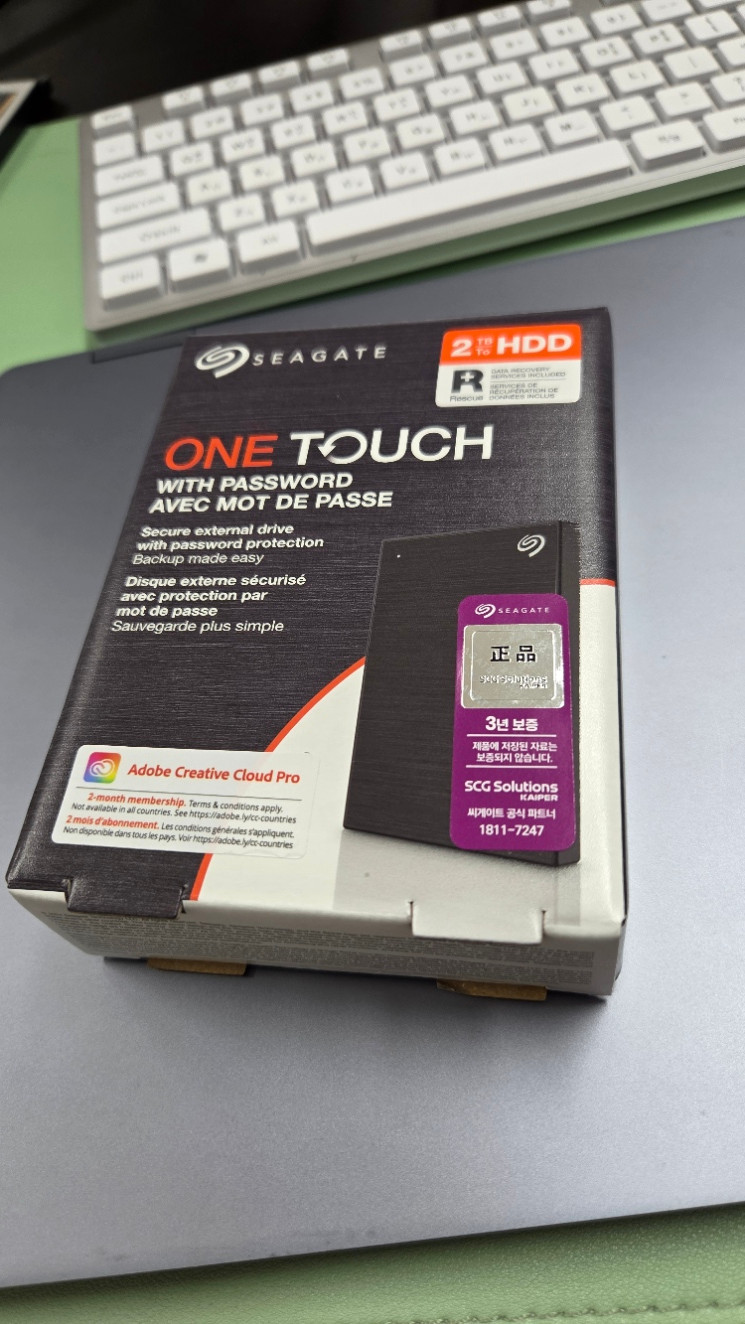 SEAGATE
2 TB To HDD
Rescue
DATA RECOVERY
SERVICES INCLUDED
SERVICES DE
RÉCUPÉRATION DE
DONNÉES INCLUS
ONE TOUCH
WITH PASSWORD
AVEC MOT DE PASSE
Secure external drive
with password protection
Backup made easy
Disque externe sécurisé
avec protection par
mot de passe
Sauvegarde plus simple
SEAGATE
正品
SCG Solutions
3년 보증
제품에 저장된 자료는
보증되지 않습니다.
SCG Solutions
KAIPER
씨게이트 공식 파트너
1811-7247
Adobe Creative Cloud Pro
2-month membership. Terms & conditions apply.
Not available in all countries. See https://adobe.ly/cc-countries
2 mois d'abonnement. Les conditions générales s'appliquent.
Non disponible dans tous les pays. Voir https://adobe.ly/cc-countries